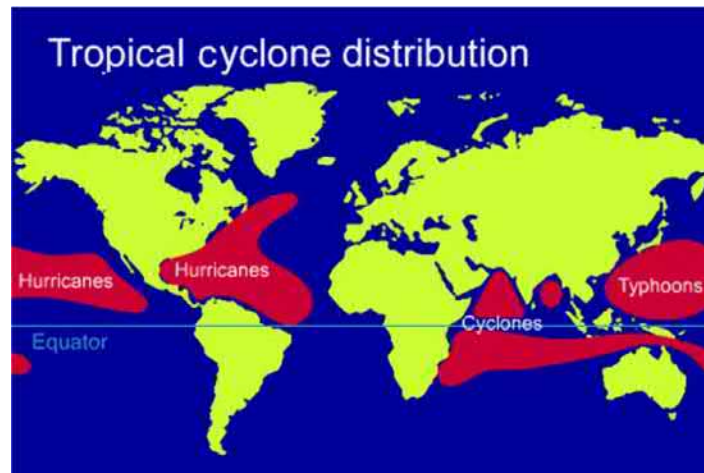 Tropical cyclone distribution
Hurricanes
Hurricanes
Typhoons
Cyclones
Equator